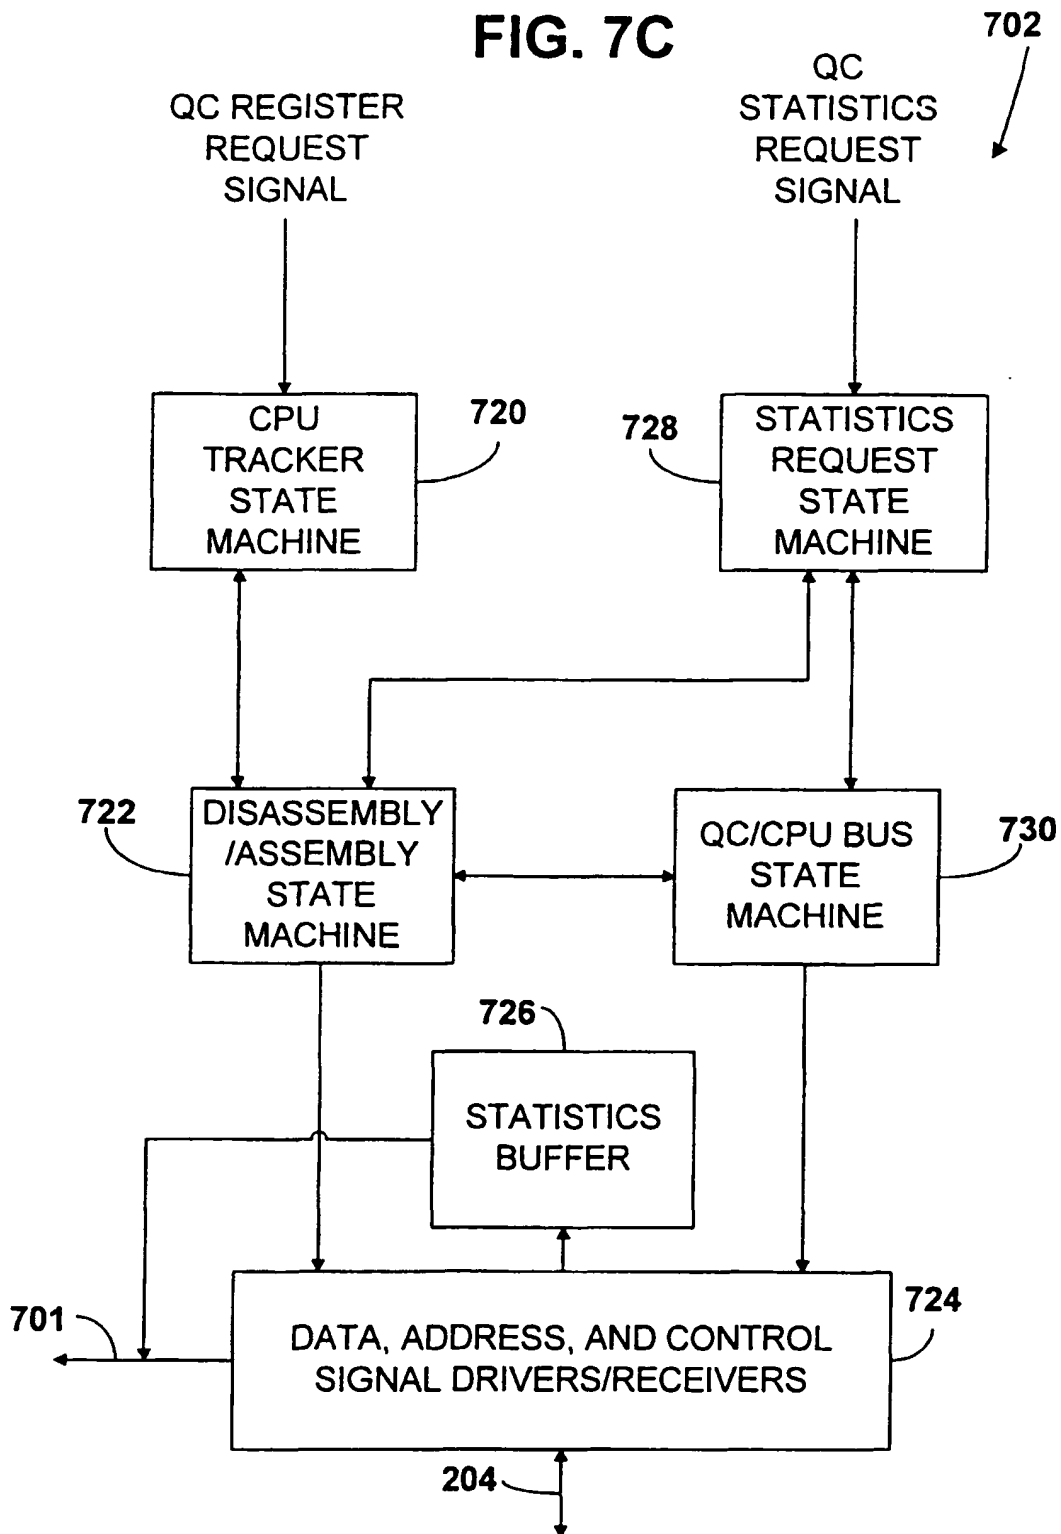 FIG. 7C
702
QC REGISTER
REQUEST
SIGNAL
QC
STATISTICS
REQUEST
SIGNAL
CPU
TRACKER
STATE
MACHINE
720
728
STATISTICS
REQUEST
STATE
MACHINE
722
DISASSEMBLY
/ASSEMBLY
STATE
MACHINE
QC/CPU BUS
STATE
MACHINE
730
726
STATISTICS
BUFFER
701
DATA, ADDRESS, AND CONTROL
SIGNAL DRIVERS/RECEIVERS
724
204